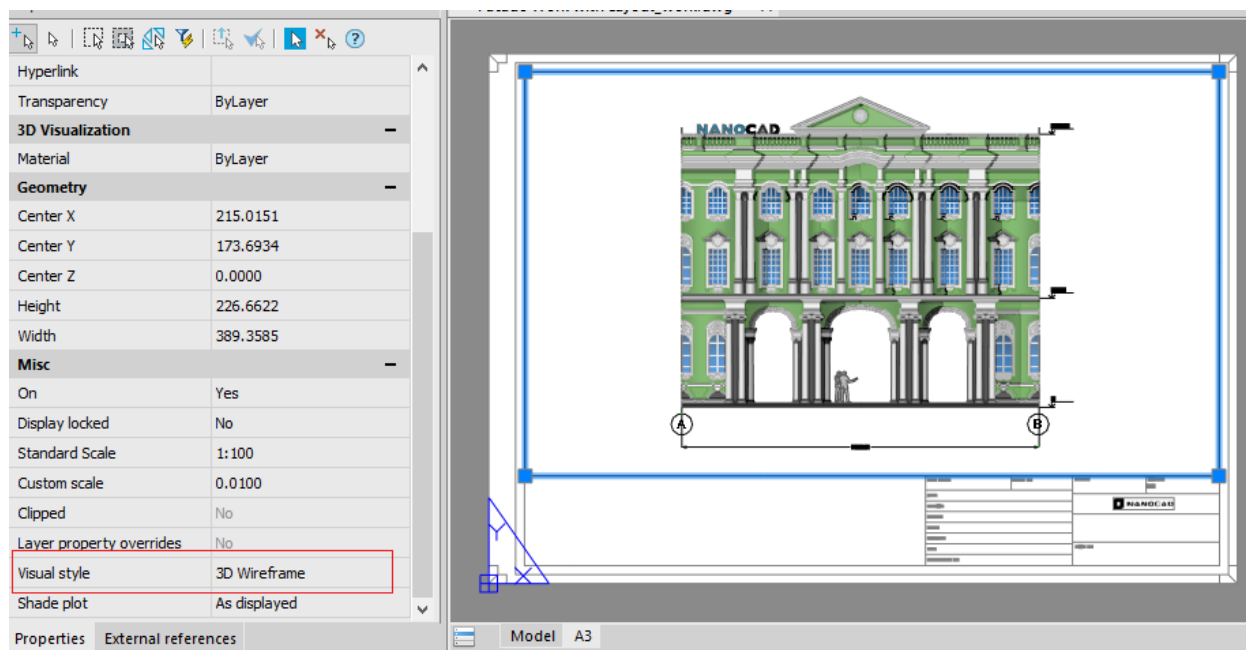 Hyperlink
Transparency ByLayer
3D Visualization
Material ByLayer
Geometry
Center X 215.0151
Center Y 173.6934
Center Z 0.0000
Height 226.6622
Width 389.3585
Misc
On Yes
Display locked No
Standard Scale 1:100
Custom scale 0.0100
Clipped No
Layer property overrides No
Visual style 3D Wireframe
Shade plot As displayed
Properties External references
NANOCAD
A B
NANOCAD
Y
X
Model A3